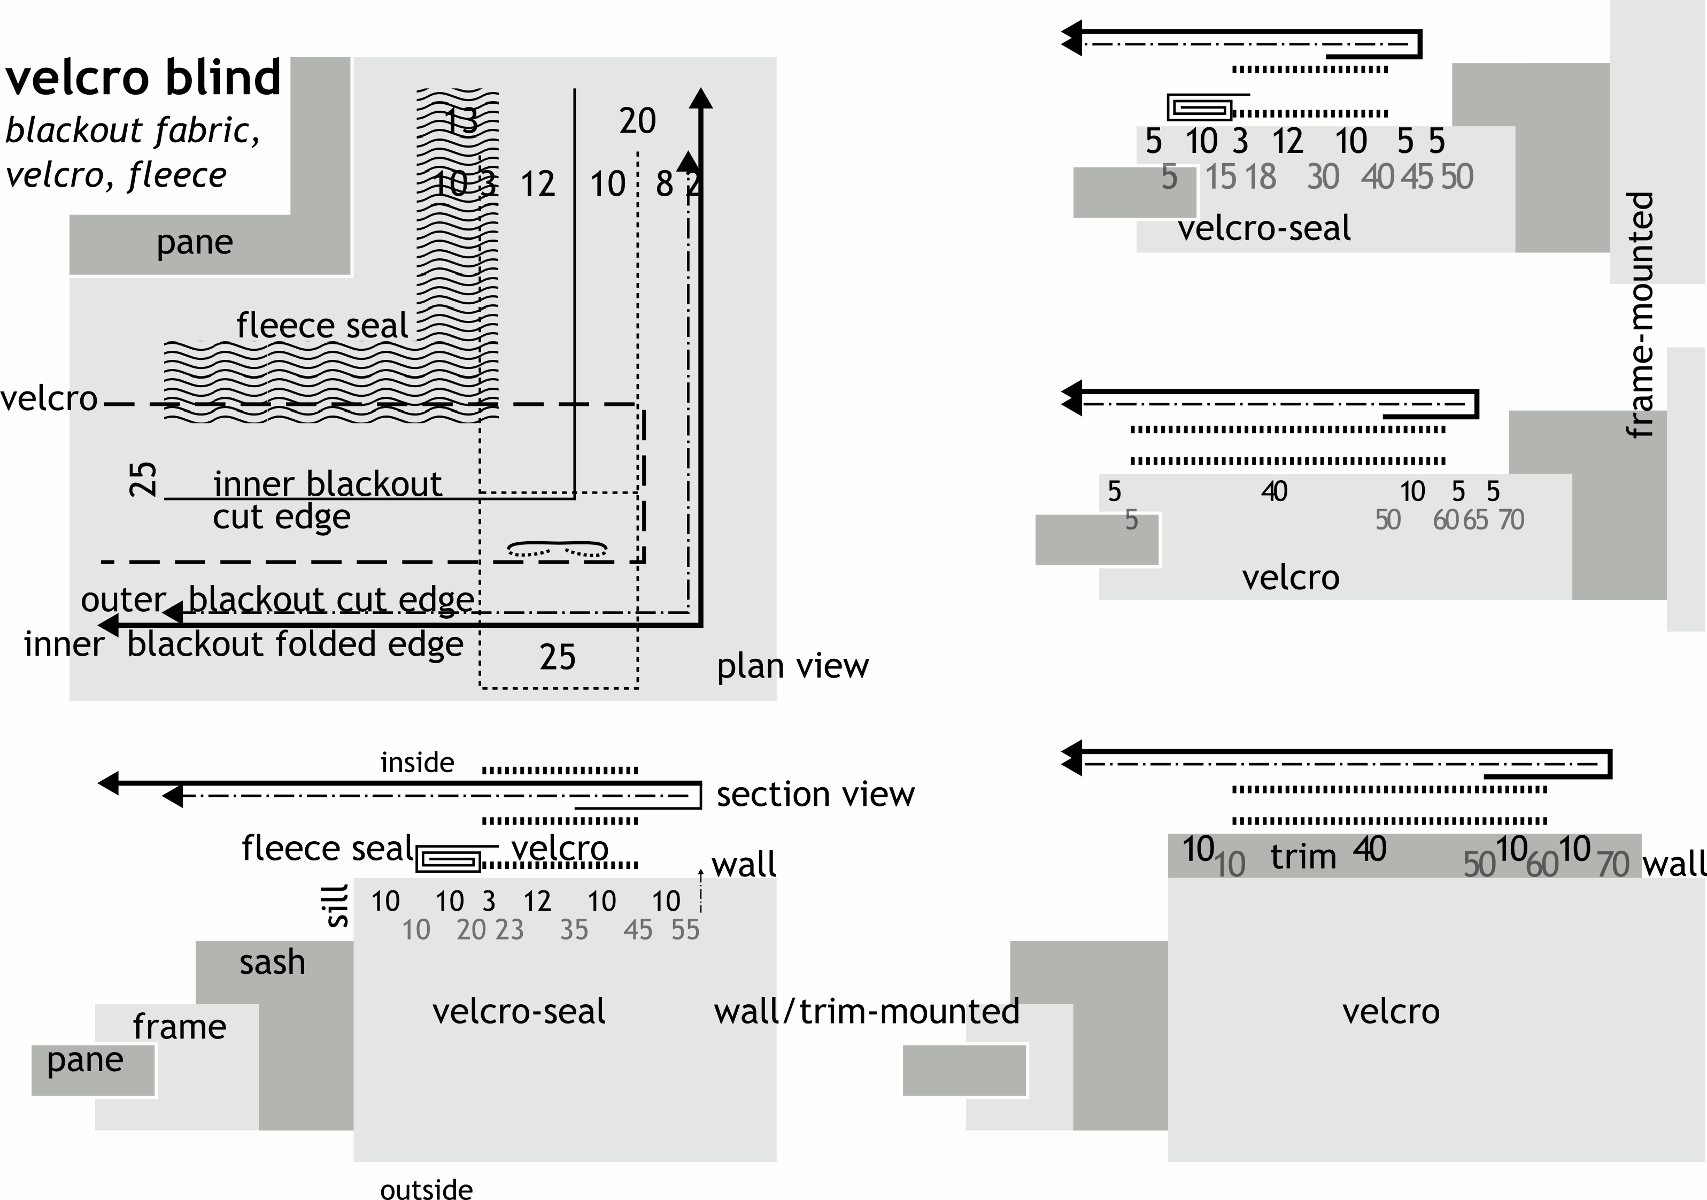 velcro blind
blackout fabric,
velcro, fleece
pane
13
20
10 3 12 10 8 2
fleece seal
velcro
25
inner blackout
cut edge
outer blackout cut edge
inner blackout folded edge
25
plan view
inside
section view
fleece seal
velcro
wall
sill
10 10 3 12 10 10
10 20 23 35 45 55
sash
frame
pane
velcro-seal
outside
5 10 3 12 10 5 5
5 15 18 30 40 45 50
velcro-seal
frame-mounted
5 40 10 5 5
5 50 60 65 70
velcro
10 trim 40 10 10
10 50 60 70
wall
wall/trim-mounted
velcro